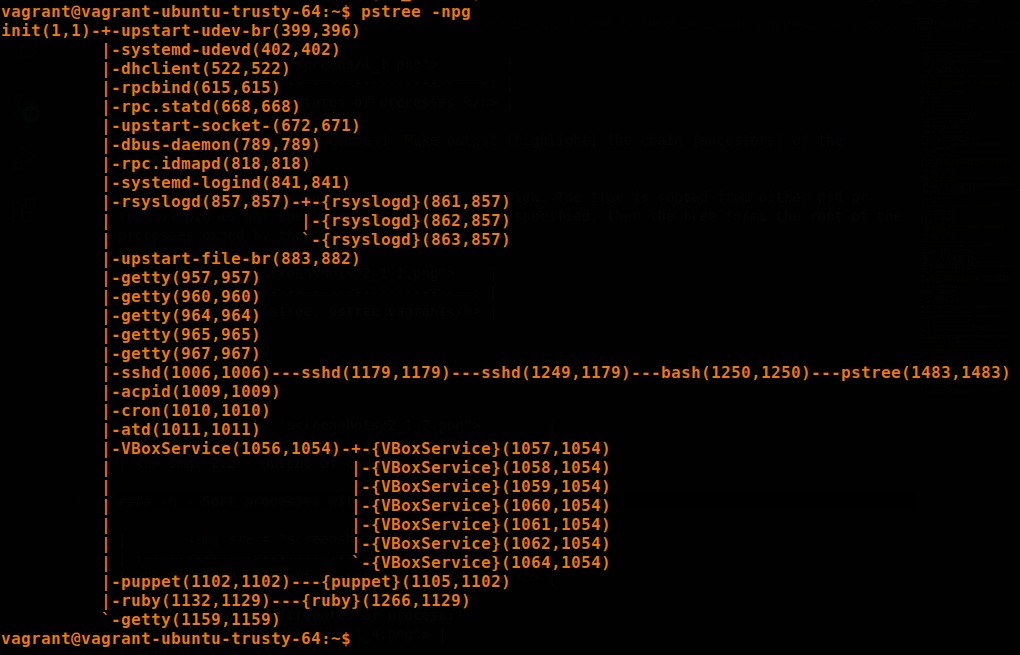 vagrant@vagrant-ubuntu-trusty-64:~$ pstree -npg
init(1,1)-+-upstart-udev-br(399,396)
          |-systemd-udevd(402,402)
          |-dhclient(522,522)
          |-rpcbind(615,615)
          |-rpc.statd(668,668)
          |-upstart-socket-(672,671)
          |-dbus-daemon(789,789)
          |-rpc.idmapd(818,818)
          |-systemd-logind(841,841)
          |-rsyslogd(857,857)-+-{rsyslogd}(861,857)
          |                   |-{rsyslogd}(862,857)
          |                   `-{rsyslogd}(863,857)
          |-upstart-file-br(883,882)
          |-getty(957,957)
          |-getty(960,960)
          |-getty(964,964)
          |-getty(965,965)
          |-getty(967,967)
          |-sshd(1006,1006)---sshd(1179,1179)---sshd(1249,1179)---bash(1250,1250)---pstree(1483,1483)
          |-acpid(1009,1009)
          |-cron(1010,1010)
          |-atd(1011,1011)
          |-VBoxService(1056,1054)-+-{VBoxService}(1057,1054)
          |                        |-{VBoxService}(1058,1054)
          |                        |-{VBoxService}(1059,1054)
          |                        |-{VBoxService}(1060,1054)
          |                        |-{VBoxService}(1061,1054)
          |                        |-{VBoxService}(1062,1054)
          |                        `-{VBoxService}(1064,1054)
          |-puppet(1102,1102)---{puppet}(1105,1102)
          |-ruby(1132,1129)---{ruby}(1266,1129)
          `-getty(1159,1159)
vagrant@vagrant-ubuntu-trusty-64:~$